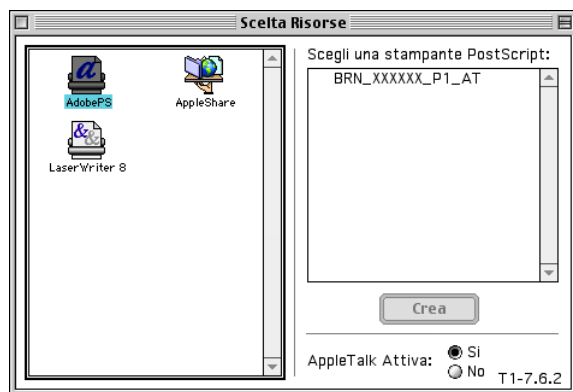 Scelta Risorse
AdobePS
AppleShare
LaserWriter 8
Scegli una stampante PostScript:
BRN_XXXXXX_P1_AT
Crea
AppleTalk Attiva:
Si
No
T1-7.6.2